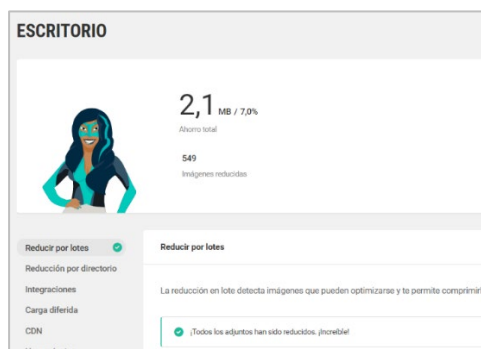 ESCRITORIO
2,1 MB / 7,0%
Ahorro total
549
Imágenes reducidas
Reducir por lotes
Reducción por directorio
Integraciones
Carga diferida
CDN
Reducir por lotes
La reducción en lote detecta imágenes que pueden optimizarse y te permite comprimirl
¡Todos los adjuntos han sido reducidos. ¡Increíble!